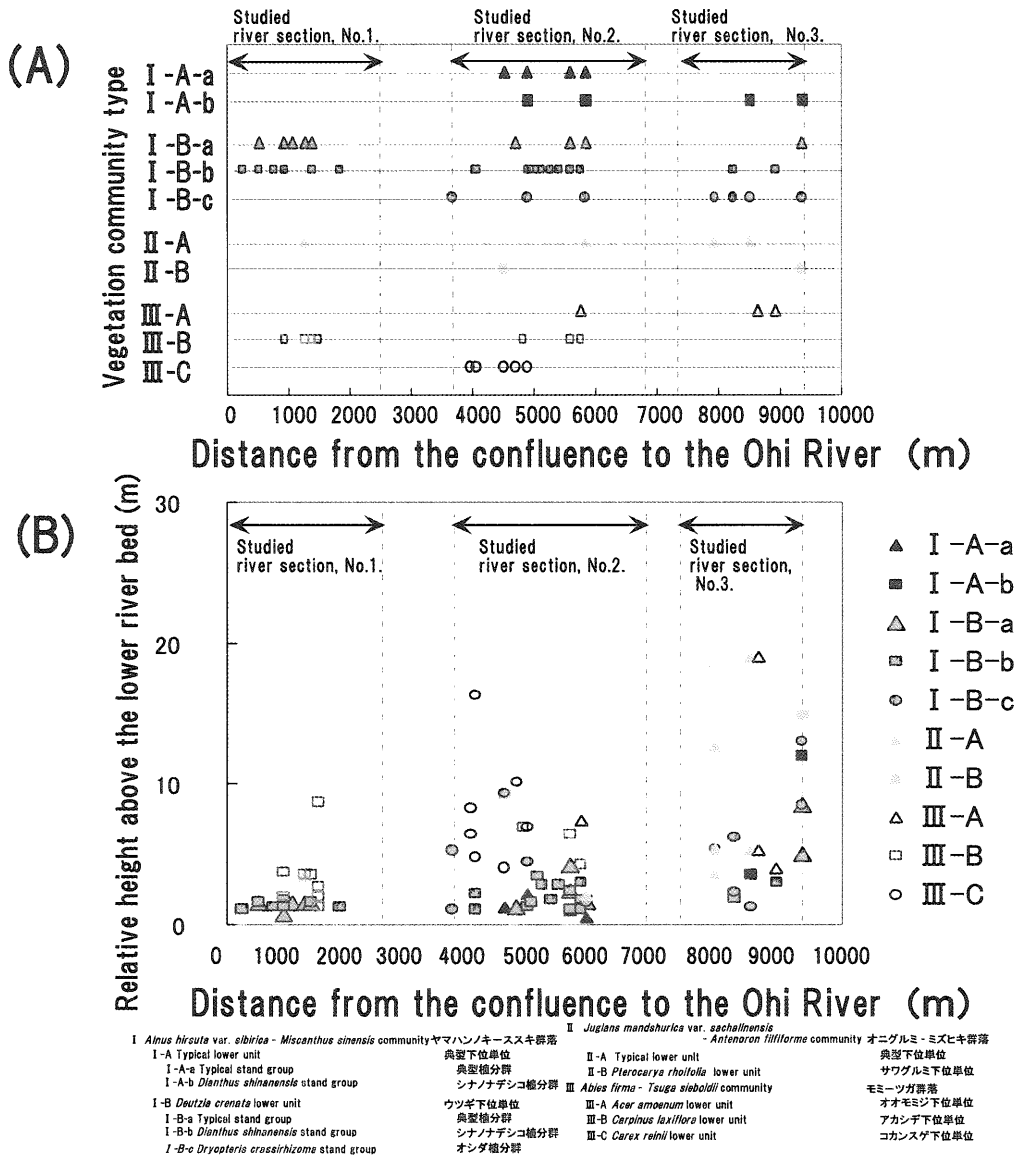 (A)
Studied
river section, No.1.
Studied
river section, No.2.
Studied
river section, No.3.
Vegetation community type
Ⅰ-A-a
Ⅰ-A-b
Ⅰ-B-a
Ⅰ-B-b
Ⅰ-B-c
Ⅱ-A
Ⅱ-B
Ⅲ-A
Ⅲ-B
Ⅲ-C
0 1000 2000 3000 4000 5000 6000 7000 8000 9000 10000
Distance from the confluence to the Ohi River (m)
(B)
Relative height above the lower river bed (m)
30
20
10
0
Studied
river section, No.1.
Studied
river section, No.2.
Studied
river section,
No.3.
Ⅰ-A-a
Ⅰ-A-b
Ⅰ-B-a
Ⅰ-B-b
Ⅰ-B-c
Ⅱ-A
Ⅱ-B
Ⅲ-A
Ⅲ-B
Ⅲ-C
0 1000 2000 3000 4000 5000 6000 7000 8000 9000 10000
Distance from the confluence to the Ohi River (m)
Ⅰ Alnus hirsuta var. sibirica - Miscanthus sinensis community ヤマハンノキーススキ群落
Ⅰ-A Typical lower unit 典型下位単位
Ⅰ-A-a Typical stand group 典型植分群
Ⅰ-A-b Dianthus shinanensis stand group シナノナデシコ植分群
Ⅰ-B Deutzia crenata lower unit ウツギ下位単位
Ⅰ-B-a Typical stand group 典型植分群
Ⅰ-B-b Dianthus shinanensis stand group シナノナデシコ植分群
Ⅰ-B-c Dryopteris crassirhizoma stand group オシダ植分群
Ⅱ Juglans mandshurica var. sachalinensis
- Antenoron filiforme community オニグルミ-ミズヒキ群落
Ⅱ-A Typical lower unit 典型下位単位
Ⅱ-B Pterocarya rhoifolia lower unit サワグルミ下位単位
Ⅲ Abies firma - Tsuga sieboldii community モミーツガ群落
Ⅲ-A Acer amoenum lower unit オオモミジ下位単位
Ⅲ-B Carpinus laxiflora lower unit アカシデ下位単位
Ⅲ-C Carex reinii lower unit コカンスゲ下位単位